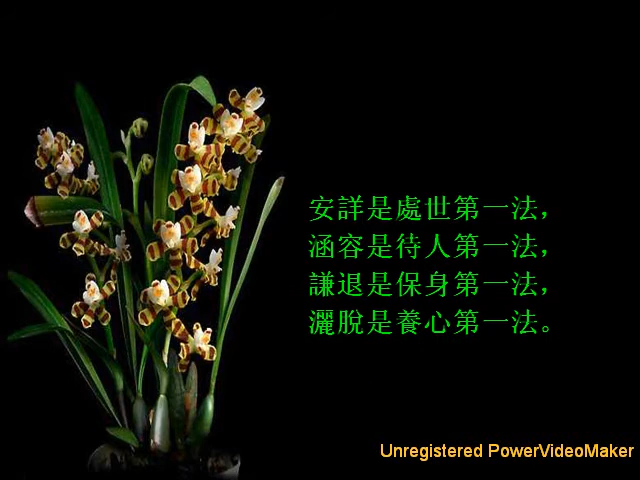 安詳是處世第一法，
涵容是待人第一法，
謙退是保身第一法，
灑脫是養心第一法。
Unregistered PowerVideoMaker